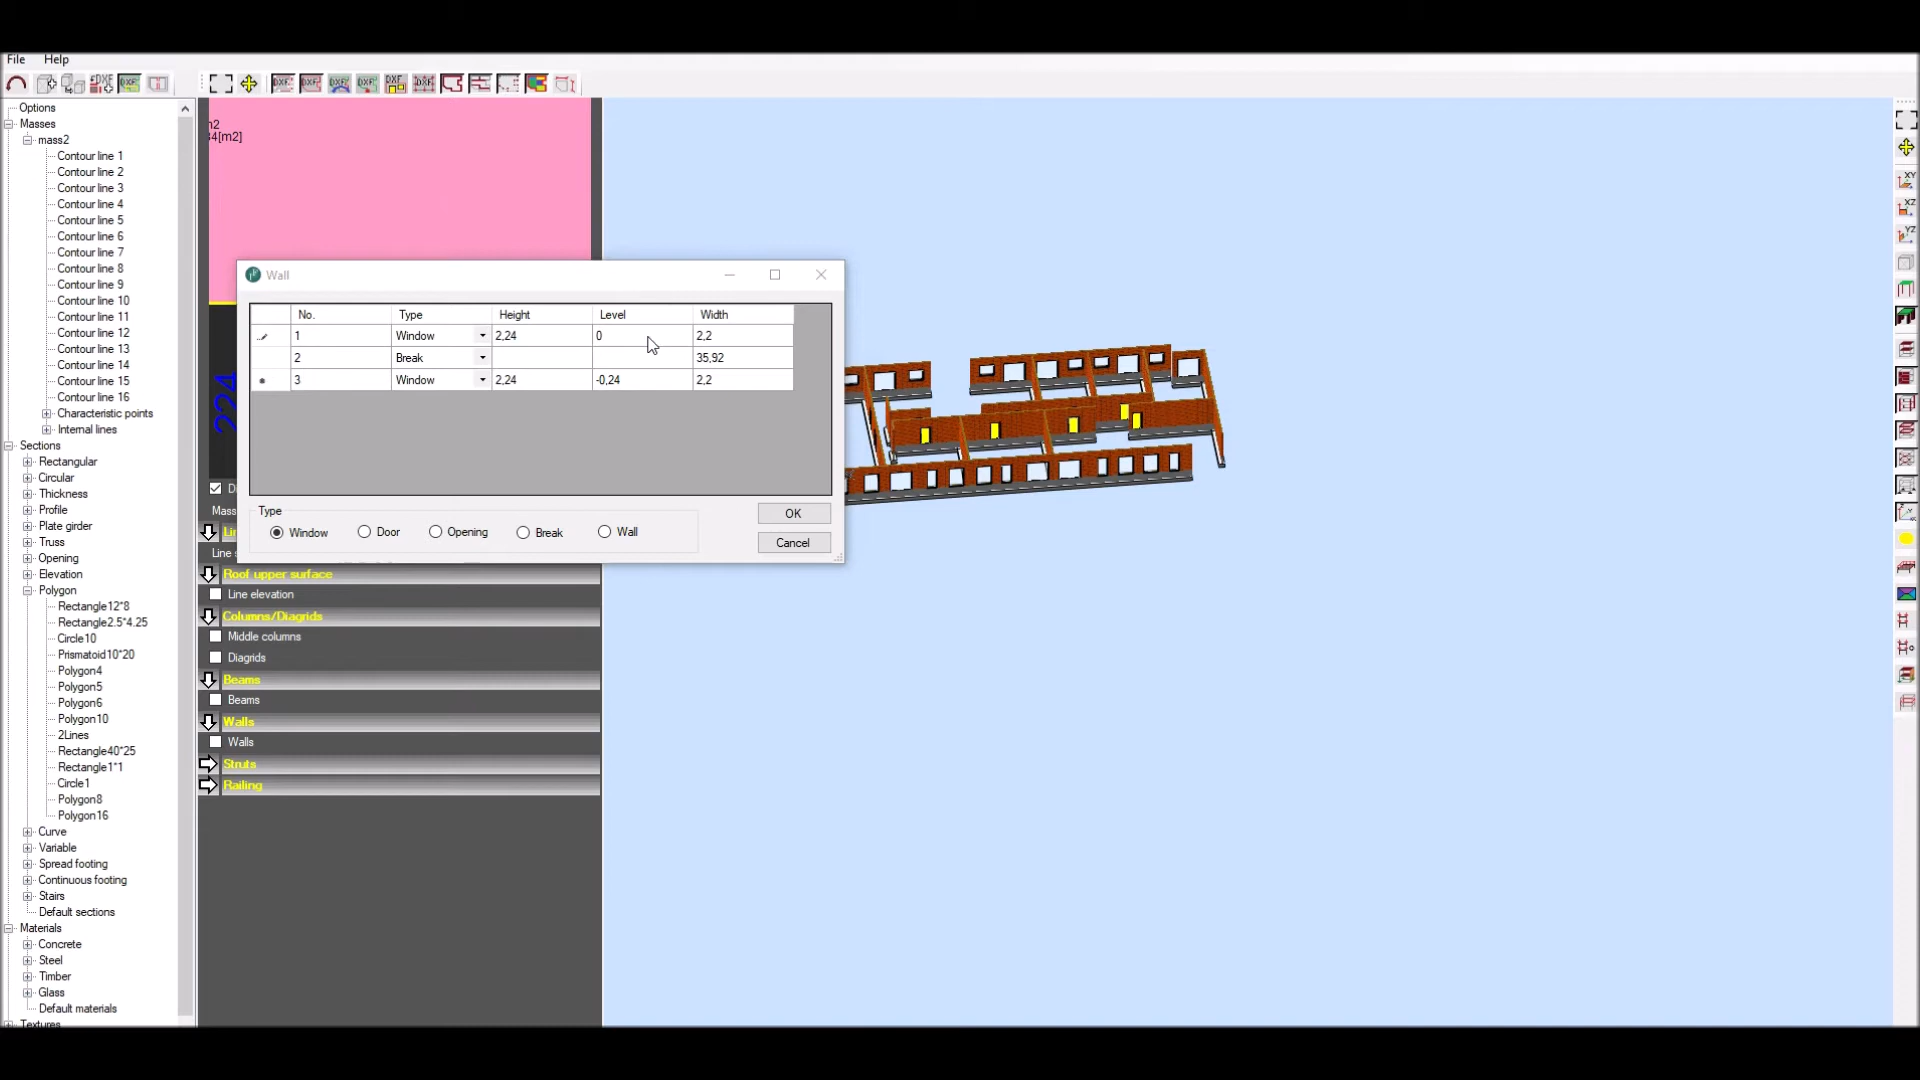 File Help
Options
Masses
mass2
Contour line 1
Contour line 2
Contour line 3
Contour line 4
Contour line 5
Contour line 6
Contour line 7
Contour line 8
Contour line 9
Contour line 10
Contour line 11
Contour line 12
Contour line 13
Contour line 14
Contour line 15
Contour line 16
Characteristic points
Internal lines
Sections
Rectangular
Circular
Thickness
Profile
Plate girder
Truss
Opening
Elevation
Polygon
Rectangle12*8
Rectangle2.5*4.25
Circle10
Prismatoid10*20
Polygon4
Polygon5
Polygon6
Polygon10
2Lines
Rectangle40*25
Rectangle1*1
Circle1
Polygon8
Polygon16
Curve
Variable
Spread footing
Continuous footing
Stairs
Default sections
Materials
Concrete
Steel
Timber
Glass
Default materials
Textures
34[m2]
224
Wall
No. Type Height Level Width
1 Window 2,24 0 2,2
2 Break 35,92
3 Window 2,24 -0,24 2,2
Type
Window Door Opening Break Wall
OK
Cancel
Mass
Line
Roof upper surface
Line elevation
Columns/Diagrids
Middle columns
Diagrids
Beams
Beams
Walls
Walls
Struts
Railing
XY
XZ
YZ